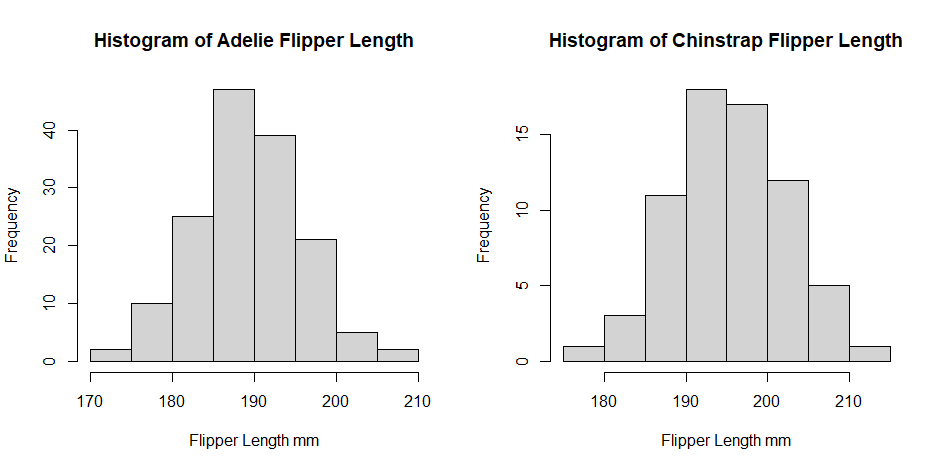 Histogram of Adelie Flipper Length
Frequency
40
30
20
10
0
170 180 190 200 210
Flipper Length mm
Histogram of Chinstrap Flipper Length
Frequency
15
10
5
0
180 190 200 210
Flipper Length mm